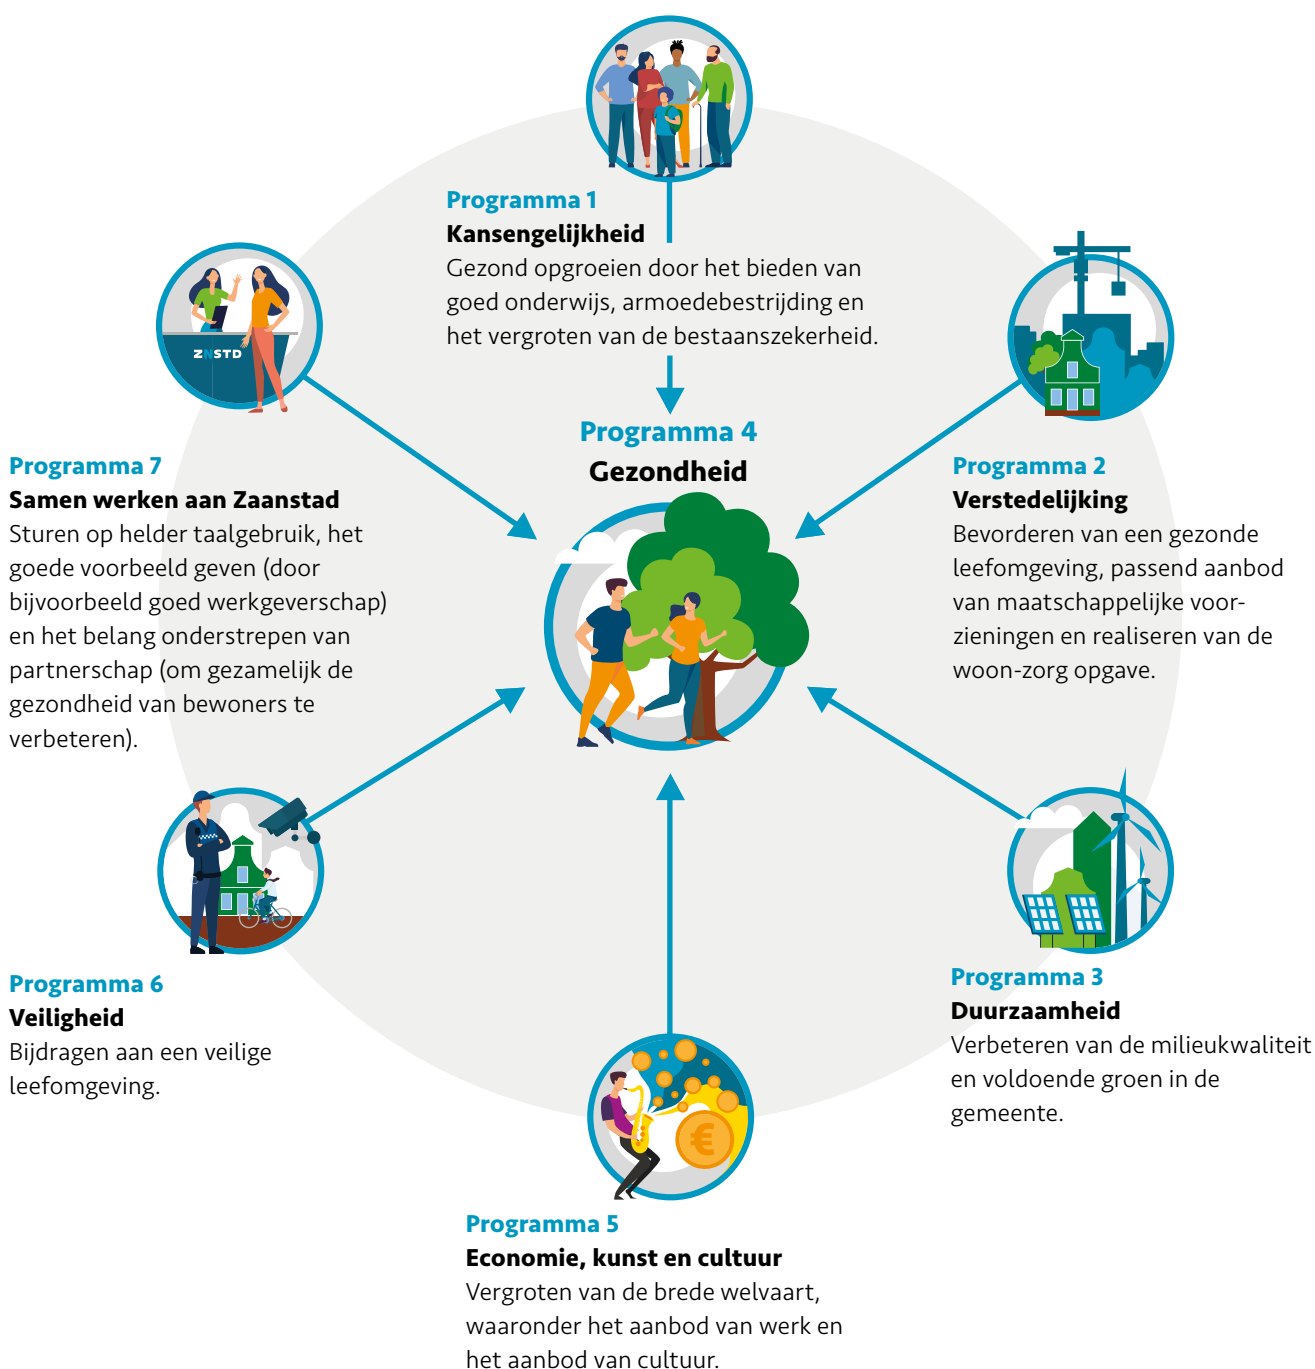 Programma 1
Kansengelijkheid
Gezond opgroeien door het bieden van
goed onderwijs, armoedebestrijding en
het vergroten van de bestaanszekerheid.
Programma 4
Gezondheid
Programma 2
Verstedelijking
Bevorderen van een gezonde
leefomgeving, passend aanbod
van maatschappelijke voor-
zieningen en realiseren van de
woon-zorg opgave.
Programma 3
Duurzaamheid
Verbeteren van de milieukwaliteit
en voldoende groen in de
gemeente.
Programma 5
Economie, kunst en cultuur
Vergroten van de brede welvaart,
waaronder het aanbod van werk en
het aanbod van cultuur.
€
Programma 6
Veiligheid
Bijdragen aan een veilige
leefomgeving.
ZNSTD
Programma 7
Samen werken aan Zaanstad
Sturen op helder taalgebruik, het
goede voorbeeld geven (door
bijvoorbeeld goed werkgeverschap)
en het belang onderstrepen van
partnerschap (om gezamelijk de
gezondheid van bewoners te
verbeteren).